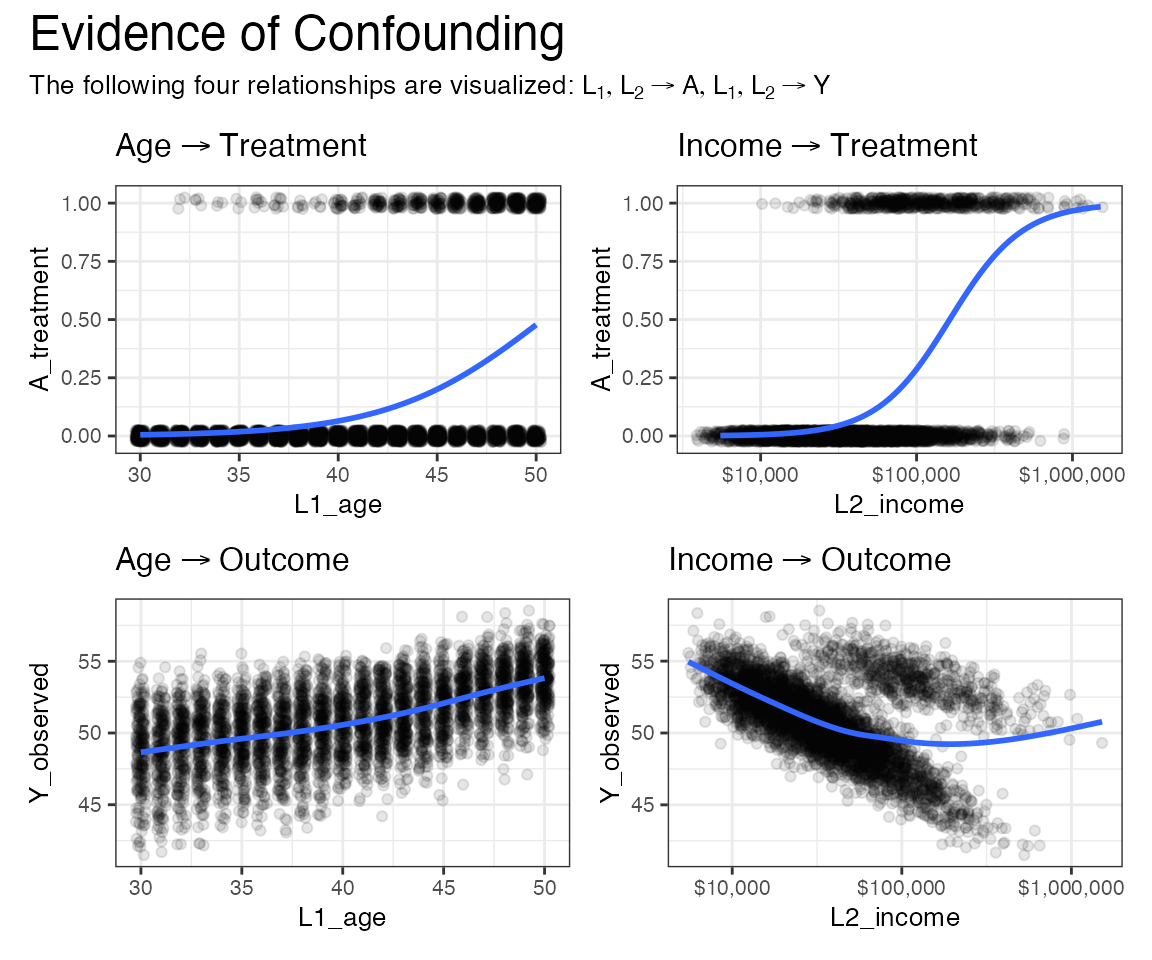 Evidence of Confounding
The following four relationships are visualized: L₁, L₂ → A, L₁, L₂ → Y
Age → Treatment
A_treatment
1.00
0.75
0.50
0.25
0.00
30 35 40 45 50
L1_age
Income → Treatment
A_treatment
1.00
0.75
0.50
0.25
0.00
$10,000 $100,000 $1,000,000
L2_income
Age → Outcome
Y_observed
55
50
45
30 35 40 45 50
L1_age
Income → Outcome
Y_observed
55
50
45
$10,000 $100,000 $1,000,000
L2_income